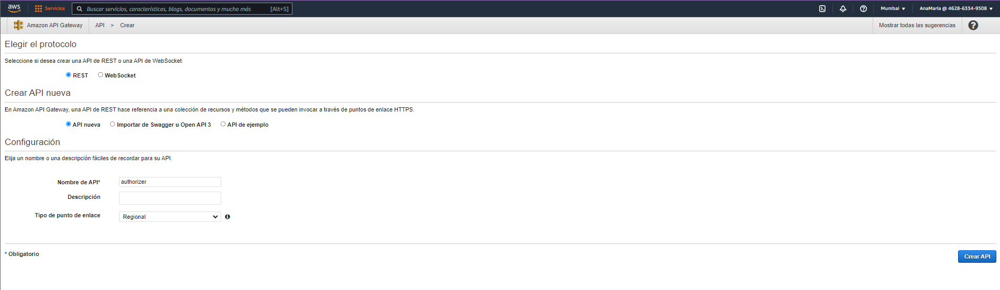 aws Servicios Buscar servicios, características, blogs, documentos y mucho más [Alt+S] Mumbai AnaMaria @ 4628-6334-9508
Amazon API Gateway API > Crear Mostrar todas las sugerencias
Elegir el protocolo
Seleccione si desea crear una API de REST o una API de WebSocket.
REST WebSocket
Crear API nueva
En Amazon API Gateway, una API de REST hace referencia a una colección de recursos y métodos que se pueden invocar a través de puntos de enlace HTTPS.
API nueva Importar de Swagger u Open API 3 API de ejemplo
Configuración
Elija un nombre o una descripción fáciles de recordar para su API.
Nombre de API* authorizer
Descripción
Tipo de punto de enlace Regional
* Obligatorio Crear API